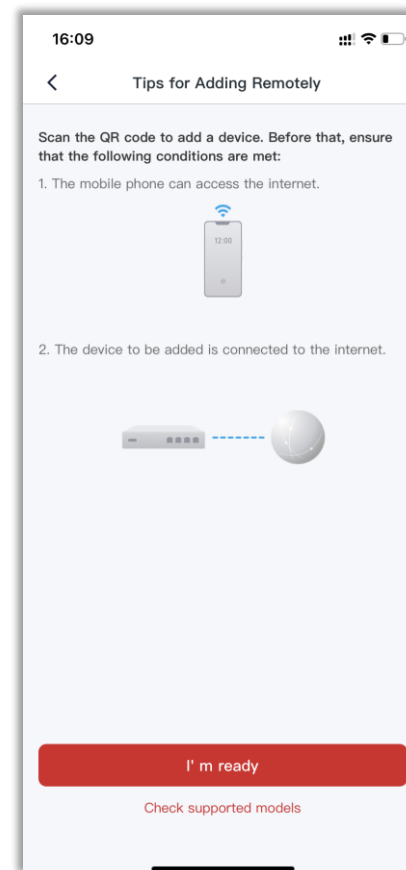 16:09
Tips for Adding Remotely
Scan the QR code to add a device. Before that, ensure
that the following conditions are met:
1. The mobile phone can access the internet.
12:00
2. The device to be added is connected to the internet.
I' m ready
Check supported models